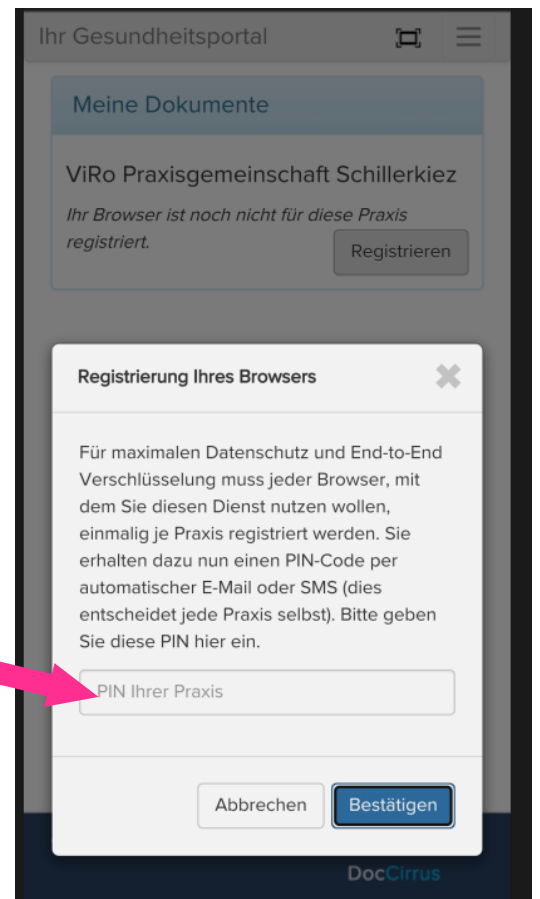 Ihr Gesundheitsportal
Meine Dokumente
ViRo Praxisgemeinschaft Schillerkiez
Ihr Browser ist noch nicht für diese Praxis
registriert.
Registrieren
Registrierung Ihres Browsers
Für maximalen Datenschutz und End-to-End
Verschlüsselung muss jeder Browser, mit
dem Sie diesen Dienst nutzen wollen,
einmalig je Praxis registriert werden. Sie
erhalten dazu nun einen PIN-Code per
automatischer E-Mail oder SMS (dies
entscheidet jede Praxis selbst). Bitte geben
Sie diese PIN hier ein.
PIN Ihrer Praxis
Abbrechen
Bestätigen
DocCirrus